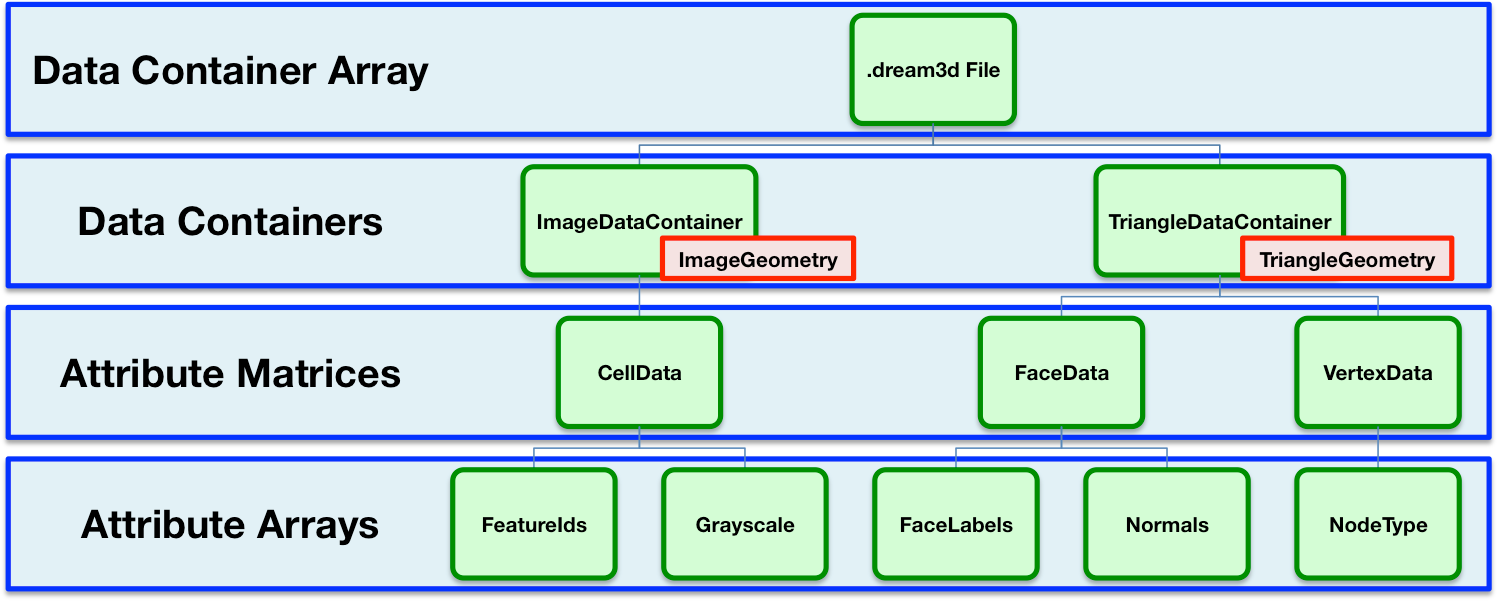 Data Container Array
.dream3d File
Data Containers
ImageDataContainer
ImageGeometry
TriangleDataContainer
TriangleGeometry
Attribute Matrices
CellData
FaceData
VertexData
Attribute Arrays
FeatureIds
Grayscale
FaceLabels
Normals
NodeType